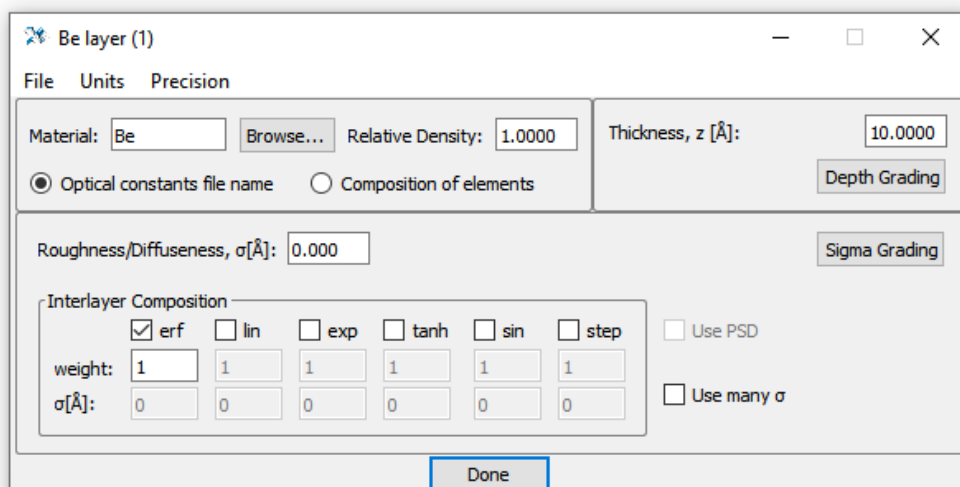 Be layer (1)
File Units Precision
Material: Be Browse... Relative Density: 1.0000
Thickness, z [Å]: 10.0000
Optical constants file name Composition of elements
Depth Grading
Roughness/Diffuseness, σ[Å]: 0.000
Sigma Grading
Interlayer Composition
erf lin exp tanh sin step
Use PSD
weight: 1 1 1 1 1 1
σ[Å]: 0 0 0 0 0 0
Use many σ
Done